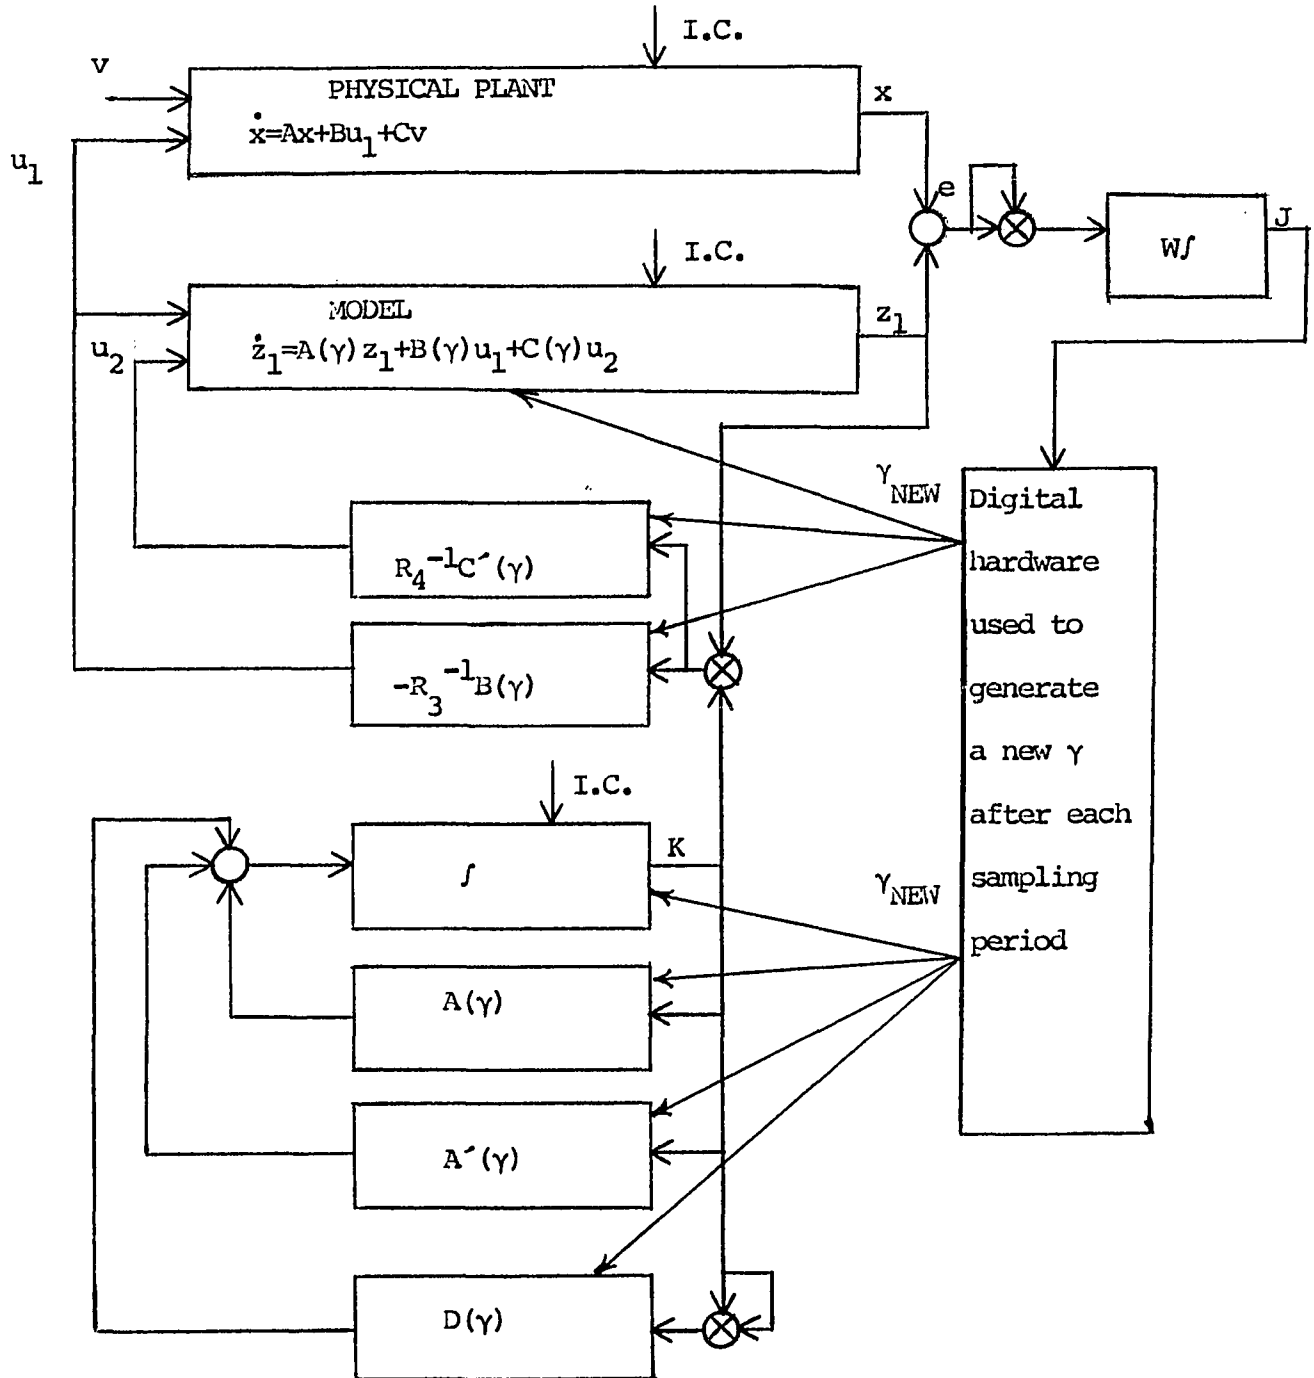 I.C.
v
PHYSICAL PLANT
ẋ=Ax+Bu₁+Cv
x
u₁
e
J
W∫
I.C.
MODEL
ż₁=A(γ)z₁+B(γ)u₁+C(γ)u₂
z₁
u₂
γNEW
Digital
hardware
used to
generate
a new γ
after each
sampling
period
R₄⁻¹C´(γ)
-R₃⁻¹B(γ)
I.C.
∫
K
γNEW
A(γ)
A´(γ)
D(γ)